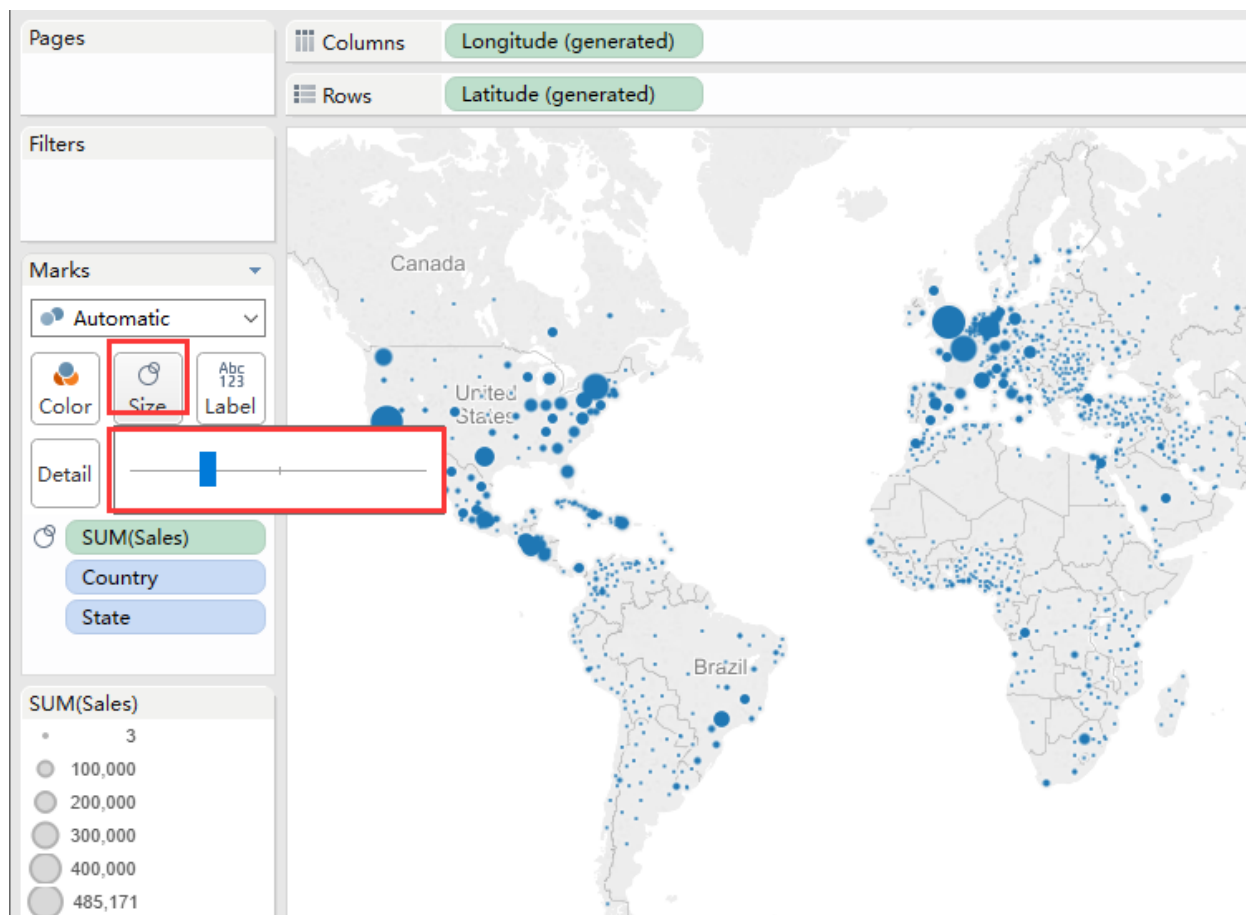 Pages
Columns
Longitude (generated)
Rows
Latitude (generated)
Filters
Marks
Automatic
Color
Size
Abc
123
Label
Detail
SUM(Sales)
Country
State
SUM(Sales)
3
100,000
200,000
300,000
400,000
485,171
Canada
United
States
Brazil